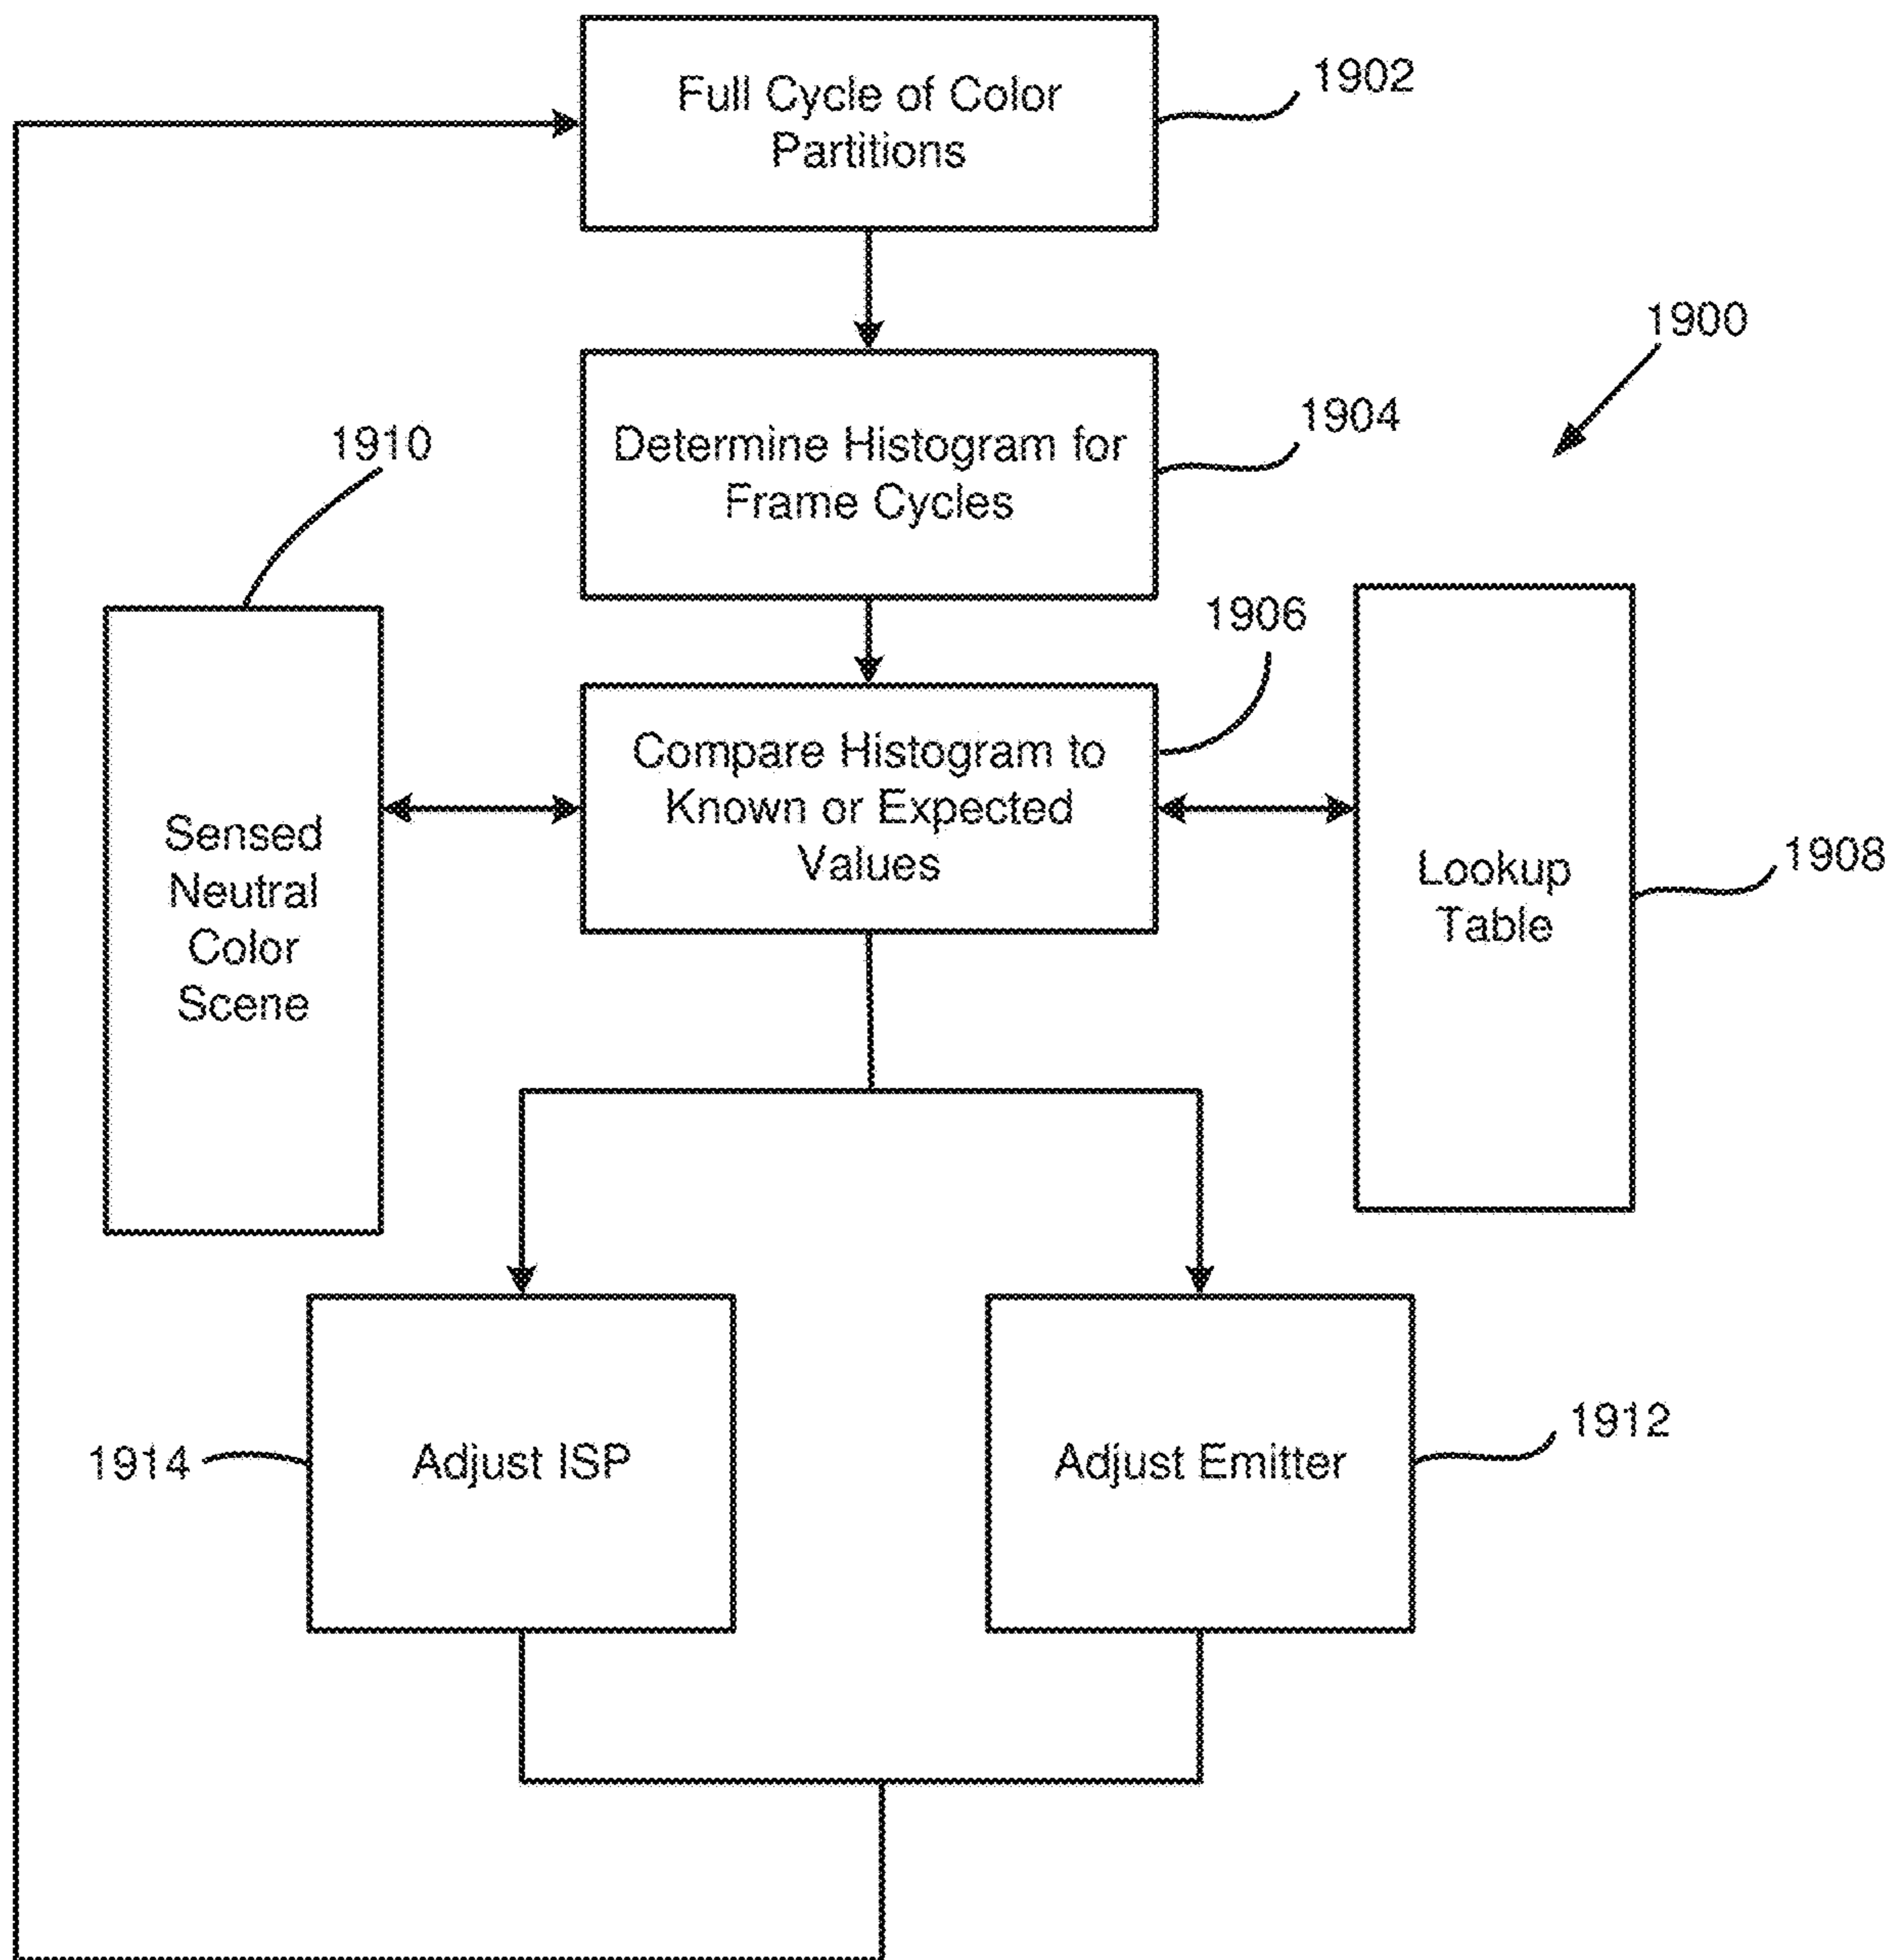 Full Cycle of Color
Partitions
1902
1900
Determine Histogram for
Frame Cycles
1904
1910
1906
Compare Histogram to
Known or Expected
Values
Sensed
Neutral
Color
Scene
Lookup
Table
1908
1914
Adjust ISP
Adjust Emitter
1912